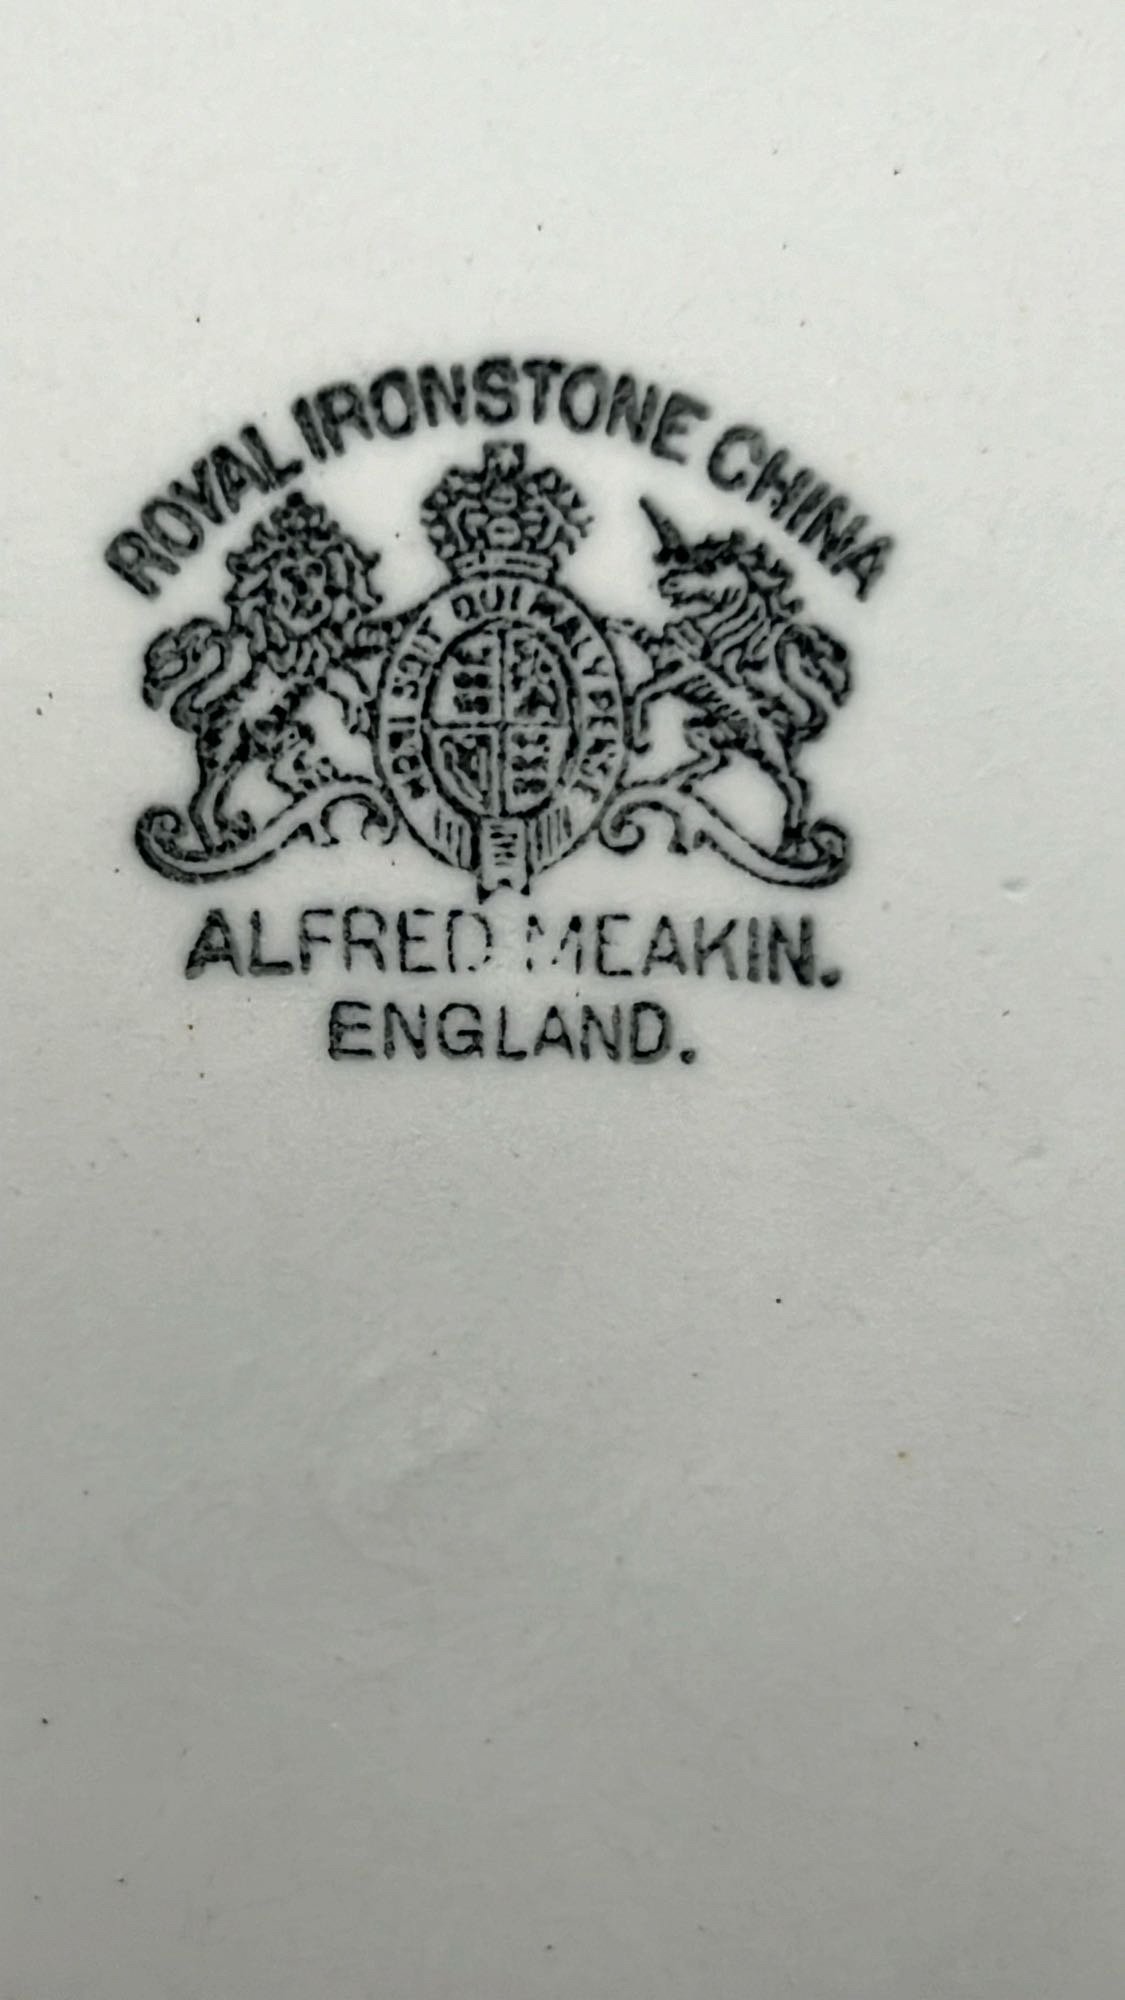 ROYAL IRONSTONE CHINA
HONI SOIT QUI MAL Y PENSE
ALFRED MEAKIN.
ENGLAND.